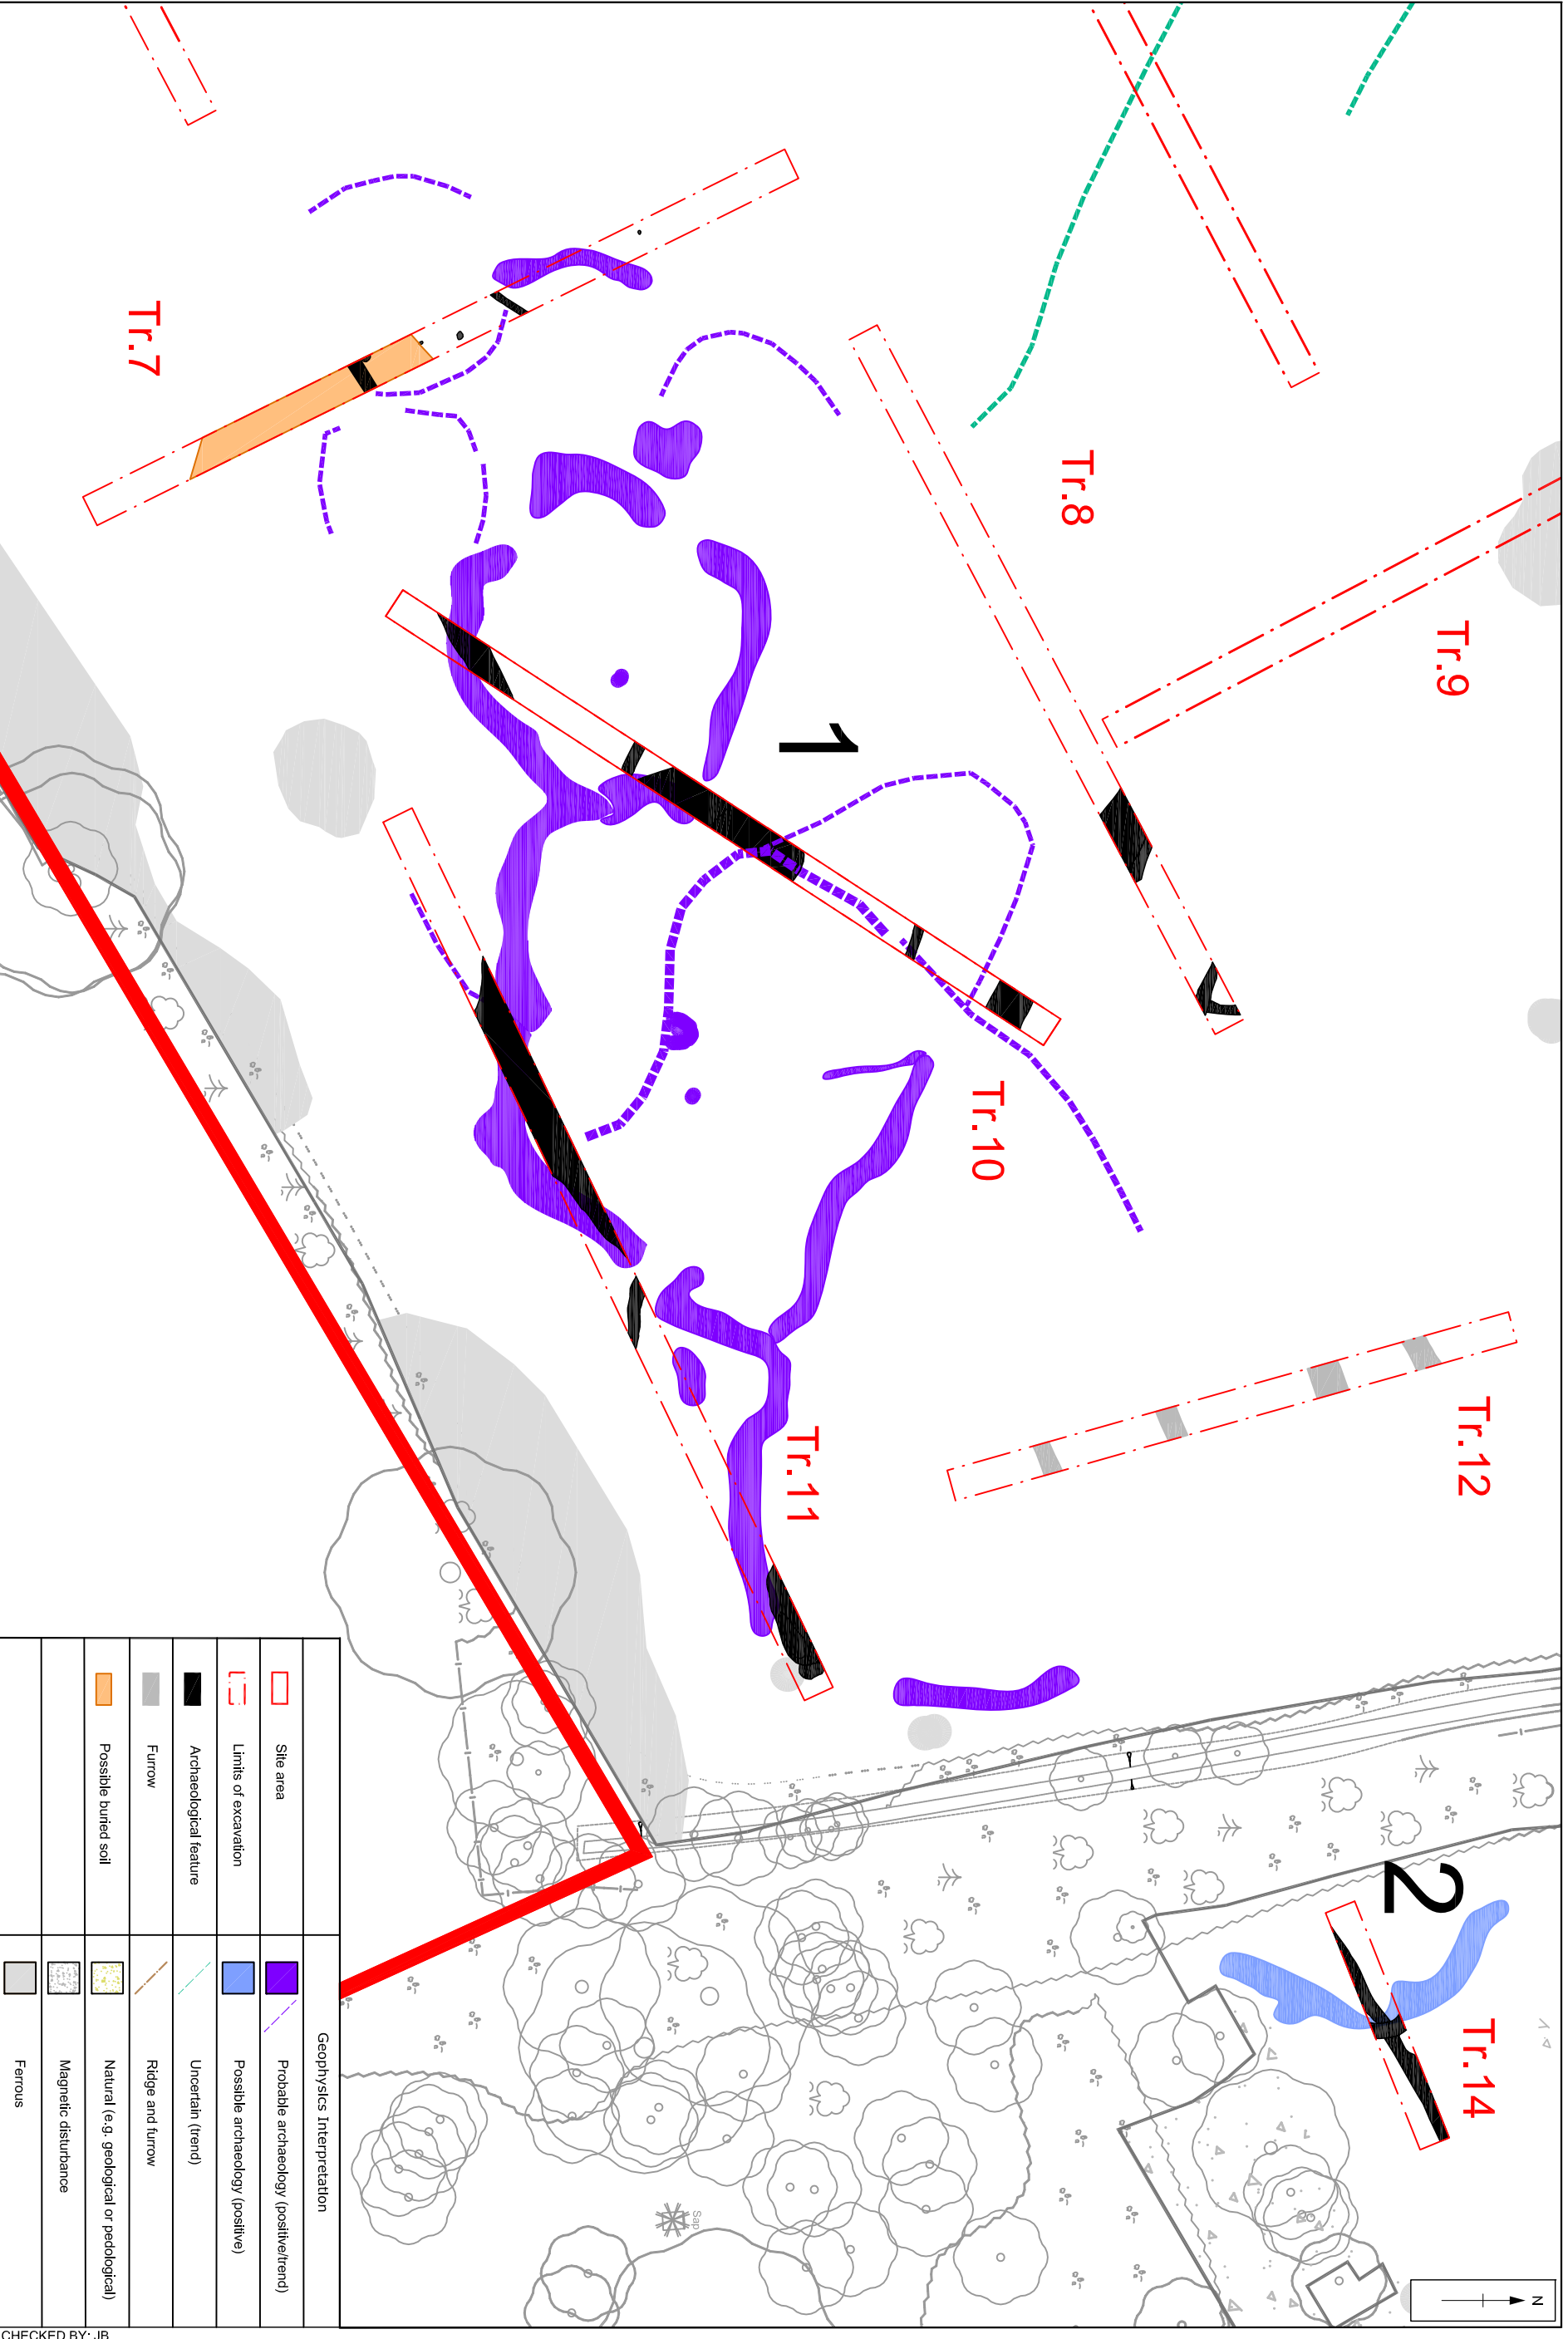 Tr.7
Tr.8
Tr.9
1
Tr.10
Tr.11
Tr.12
2
Tr.14
Sap
N
Site area
Limits of excavation
Archaeological feature
Furrow
Possible buried soil
Geophysics Interpretation
Probable archaeology (positive/trend)
Possible archaeology (positive)
Uncertain (trend)
Ridge and furrow
Natural (e.g. geological or pedological)
Magnetic disturbance
Ferrous
CHECKED BY: JB